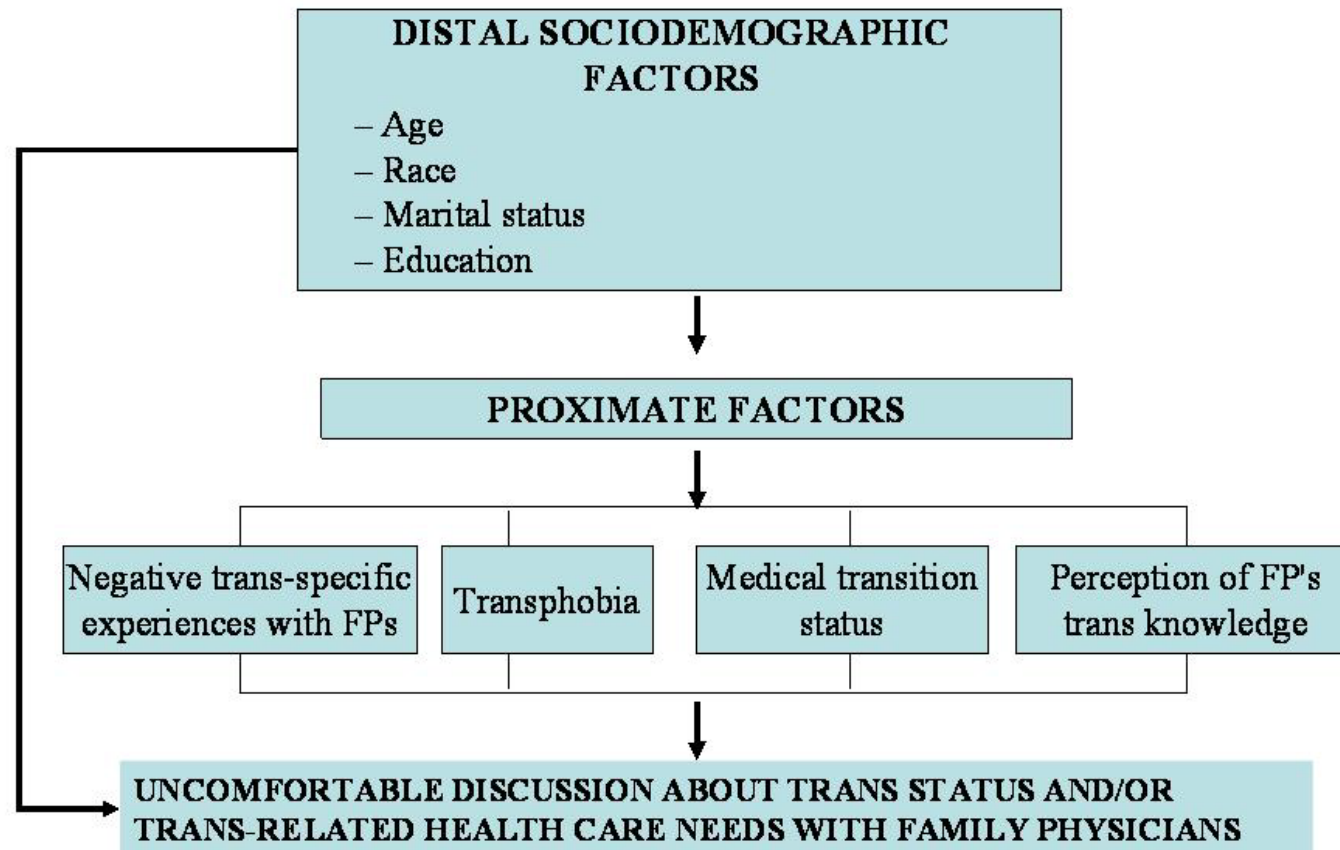 DISTAL SOCIODEMOGRAPHIC
FACTORS
– Age
– Race
– Marital status
– Education
PROXIMATE FACTORS
Negative trans-specific
experiences with FPs
Transphobia
Medical transition
status
Perception of FP's
trans knowledge
UNCOMFORTABLE DISCUSSION ABOUT TRANS STATUS AND/OR
TRANS-RELATED HEALTH CARE NEEDS WITH FAMILY PHYSICIANS